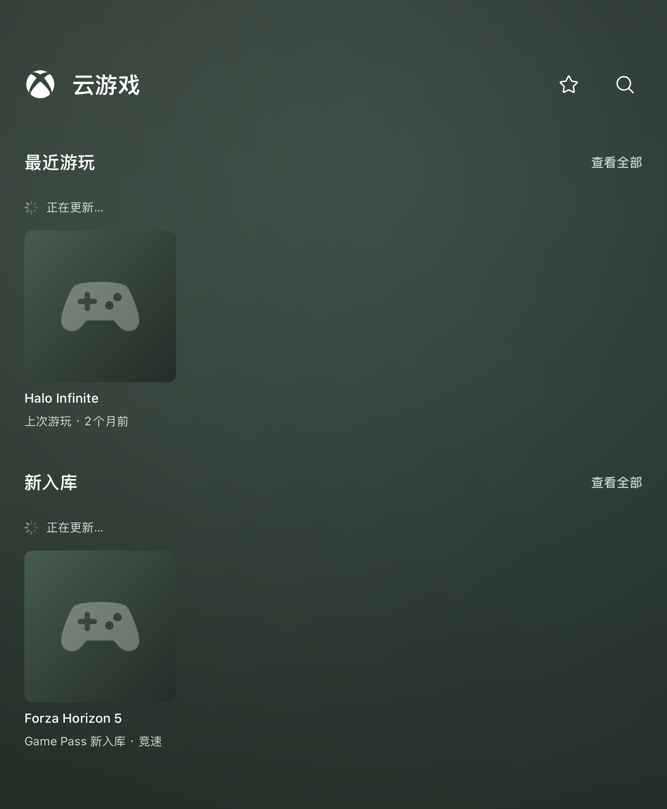 云游戏
最近游玩
查看全部
正在更新...
Halo Infinite
上次游玩 · 2个月前
新入库
查看全部
正在更新...
Forza Horizon 5
Game Pass 新入库 · 竞速